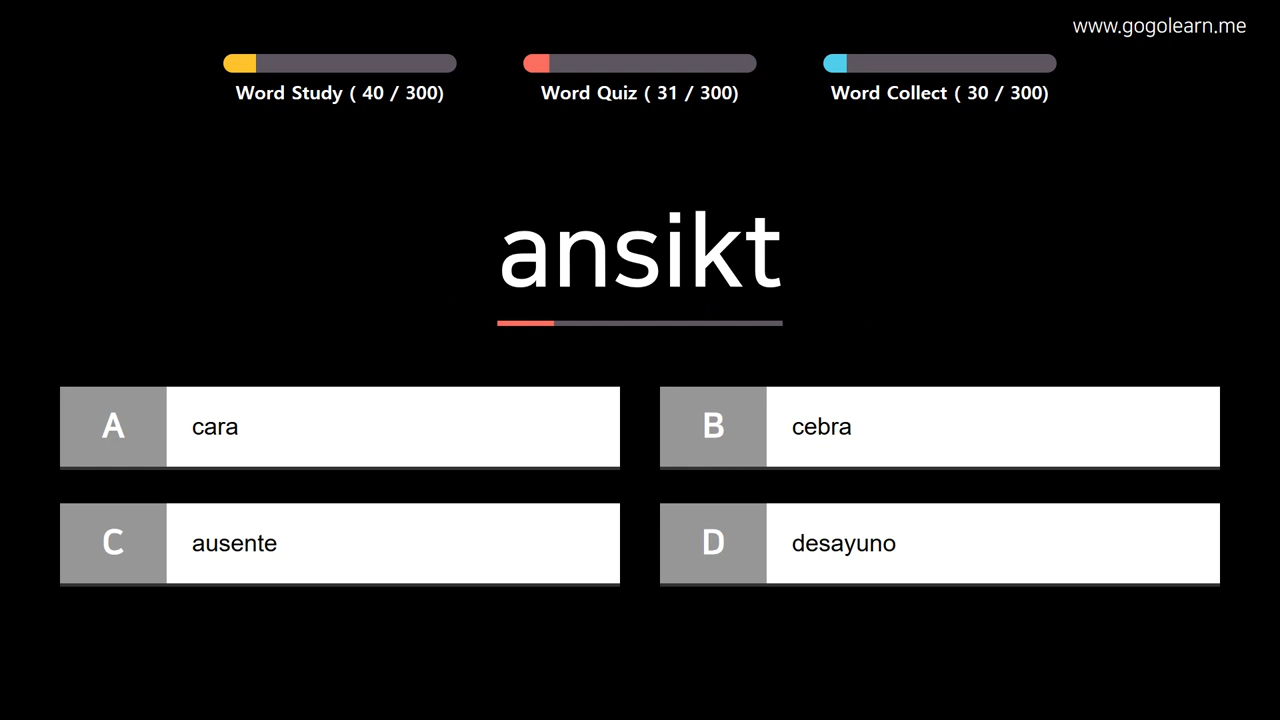 www.gogolearn.me
Word Study ( 40 / 300)
Word Quiz ( 31 / 300)
Word Collect ( 30 / 300)
ansikt
A cara
B cebra
C ausente
D desayuno